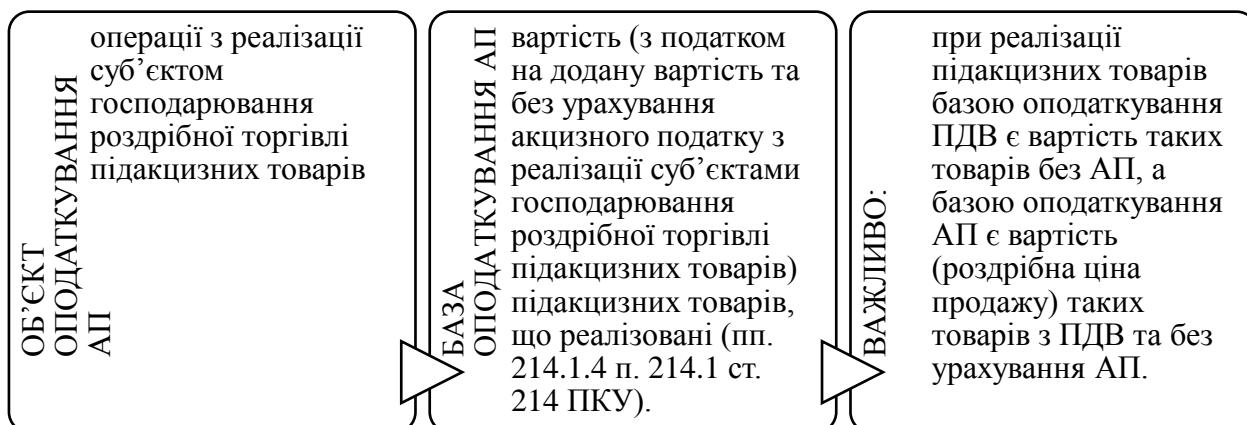 ОБ’ЄКТ
ОПОДАТКУВАННЯ
АП
операції з реалізації
суб’єктом
господарювання
роздрібної торгівлі
підакцизних товарів
БАЗА
ОПОДАТКУВАННЯ АП
вартість (з податком
на додану вартість та
без урахування
акцизного податку з
реалізації суб’єктами
господарювання
роздрібної торгівлі
підакцизних товарів)
підакцизних товарів,
що реалізовані (пп.
214.1.4 п. 214.1 ст.
214 ПКУ).
ВАЖЛИВО:
при реалізації
підакцизних товарів
базою оподаткування
ПДВ є вартість таких
товарів без АП, а
базою оподаткування
АП є вартість
(роздрібна ціна
продажу) таких
товарів з ПДВ та без
урахування АП.